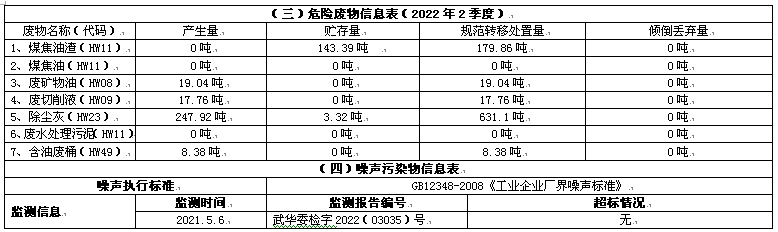 （三）危险废物信息表（2022 年 2 季度）
废物名称（代码） 产生量 贮存量 规范转移处置量 倾倒丢弃量
1、煤焦油渣（HW11） 0 吨 143.39 吨 179.86 吨 0 吨
2、煤焦油（HW11） 0 吨 0 吨 0 吨 0 吨
3、废矿物油（HW08） 19.04 吨 0 吨 19.04 吨 0 吨
4、废切削液（HW09） 17.76 吨 0 吨 17.76 吨 0 吨
5、除尘灰（HW23） 247.92 吨 3.32 吨 631.1 吨 0 吨
6、废水处理污泥（HW11） 0 吨 0 吨 0 吨 0 吨
7、含油废桶（HW49） 8.38 吨 0 吨 8.38 吨 0 吨
（四）噪声污染物信息表
噪声执行标准 GB12348-2008《工业企业厂界噪声标准》
监测信息 监测时间 监测报告编号 超标情况
2021.5.6 武华委检字 2022（03035）号 无